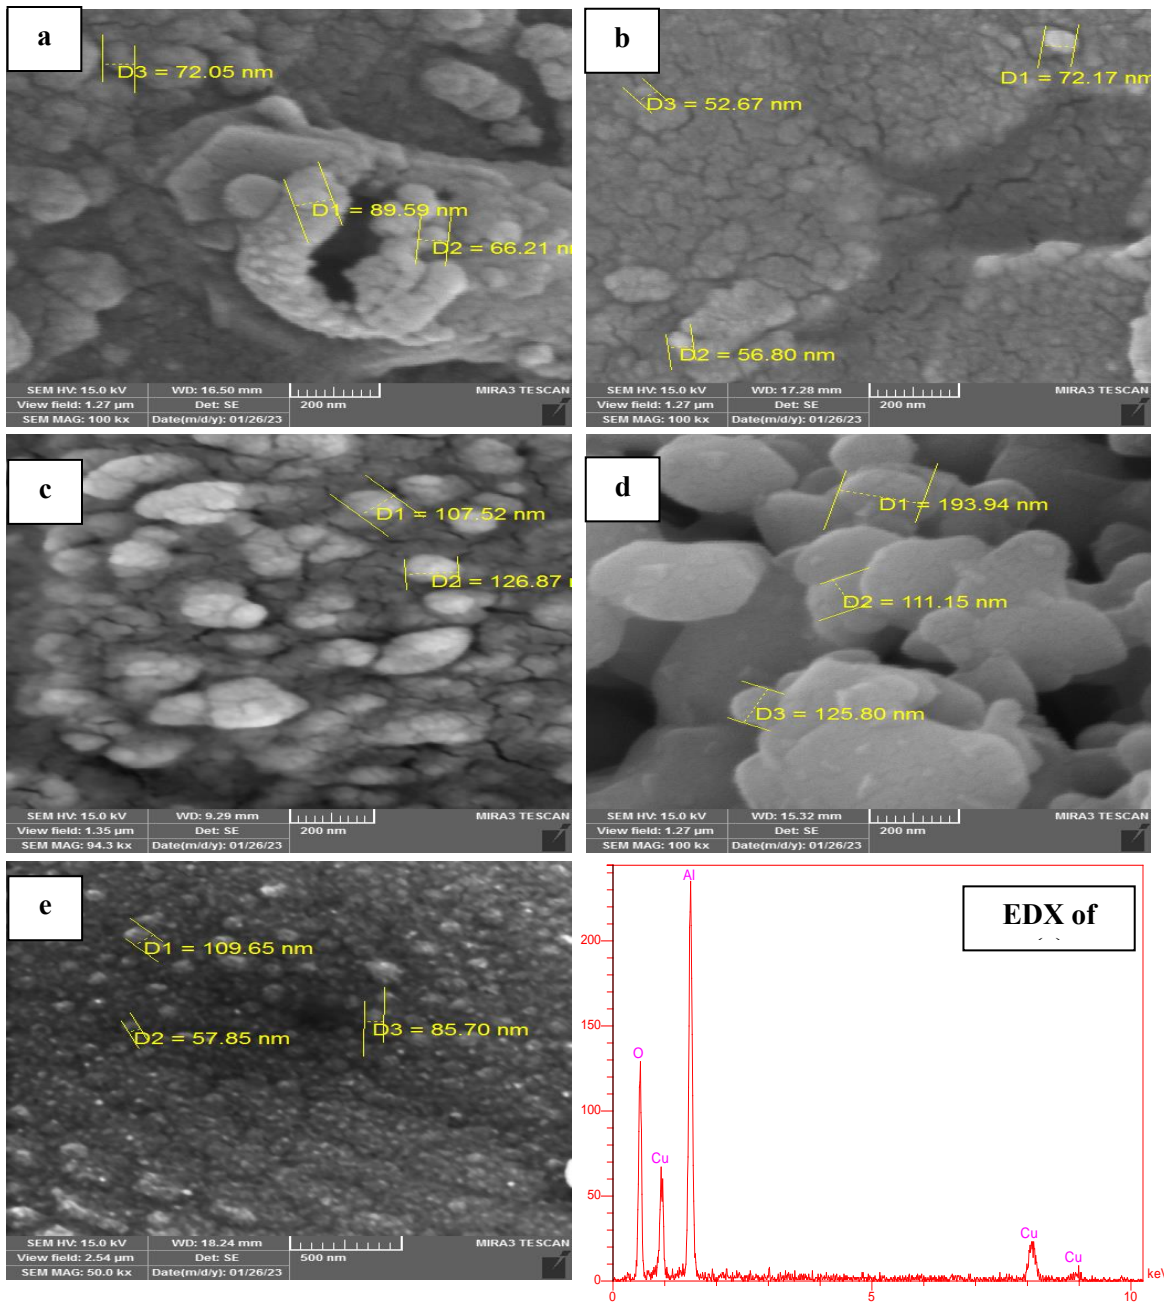 a
D3 = 72.05 nm
D1 = 89.59 nm
D2 = 66.21 n
SEM HV: 15.0 kV WD: 16.50 mm MIRA3 TESCAN
View field: 1.27 µm Det: SE 200 nm
SEM MAG: 100 kx Date(m/d/y): 01/26/23
b
D1 = 72.17 nm
D3 = 52.67 nm
D2 = 56.80 nm
SEM HV: 15.0 kV WD: 17.28 mm MIRA3 TESCAN
View field: 1.27 µm Det: SE 200 nm
SEM MAG: 100 kx Date(m/d/y): 01/26/23
c
D1 = 107.52 nm
D2 = 126.87
SEM HV: 15.0 kV WD: 9.29 mm MIRA3 TESCAN
View field: 1.35 µm Det: SE 200 nm
SEM MAG: 94.3 kx Date(m/d/y): 01/26/23
d
D1 = 193.94 nm
D2 = 111.15 nm
D3 = 125.80 nm
SEM HV: 15.0 kV WD: 15.32 mm MIRA3 TESCAN
View field: 1.27 µm Det: SE 200 nm
SEM MAG: 100 kx Date(m/d/y): 01/26/23
e
D1 = 109.65 nm
D2 = 57.85 nm
D3 = 85.70 nm
SEM HV: 15.0 kV WD: 18.24 mm MIRA3 TESCAN
View field: 2.54 µm Det: SE 500 nm
SEM MAG: 50.0 kx Date(m/d/y): 01/26/23
EDX of
Al
200
150
O
100
Cu
50
Cu
Cu
0
0 5 10
keV